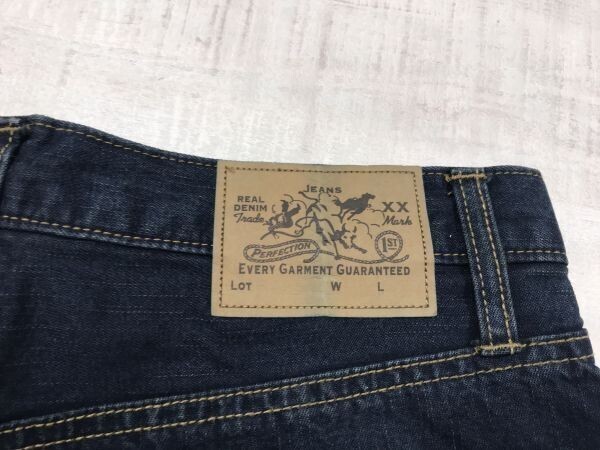 JEANS
REAL DENIM XX
Trade Mark
PERFECTION 1ST
EVERY GARMENT GUARANTEED
LOT W L